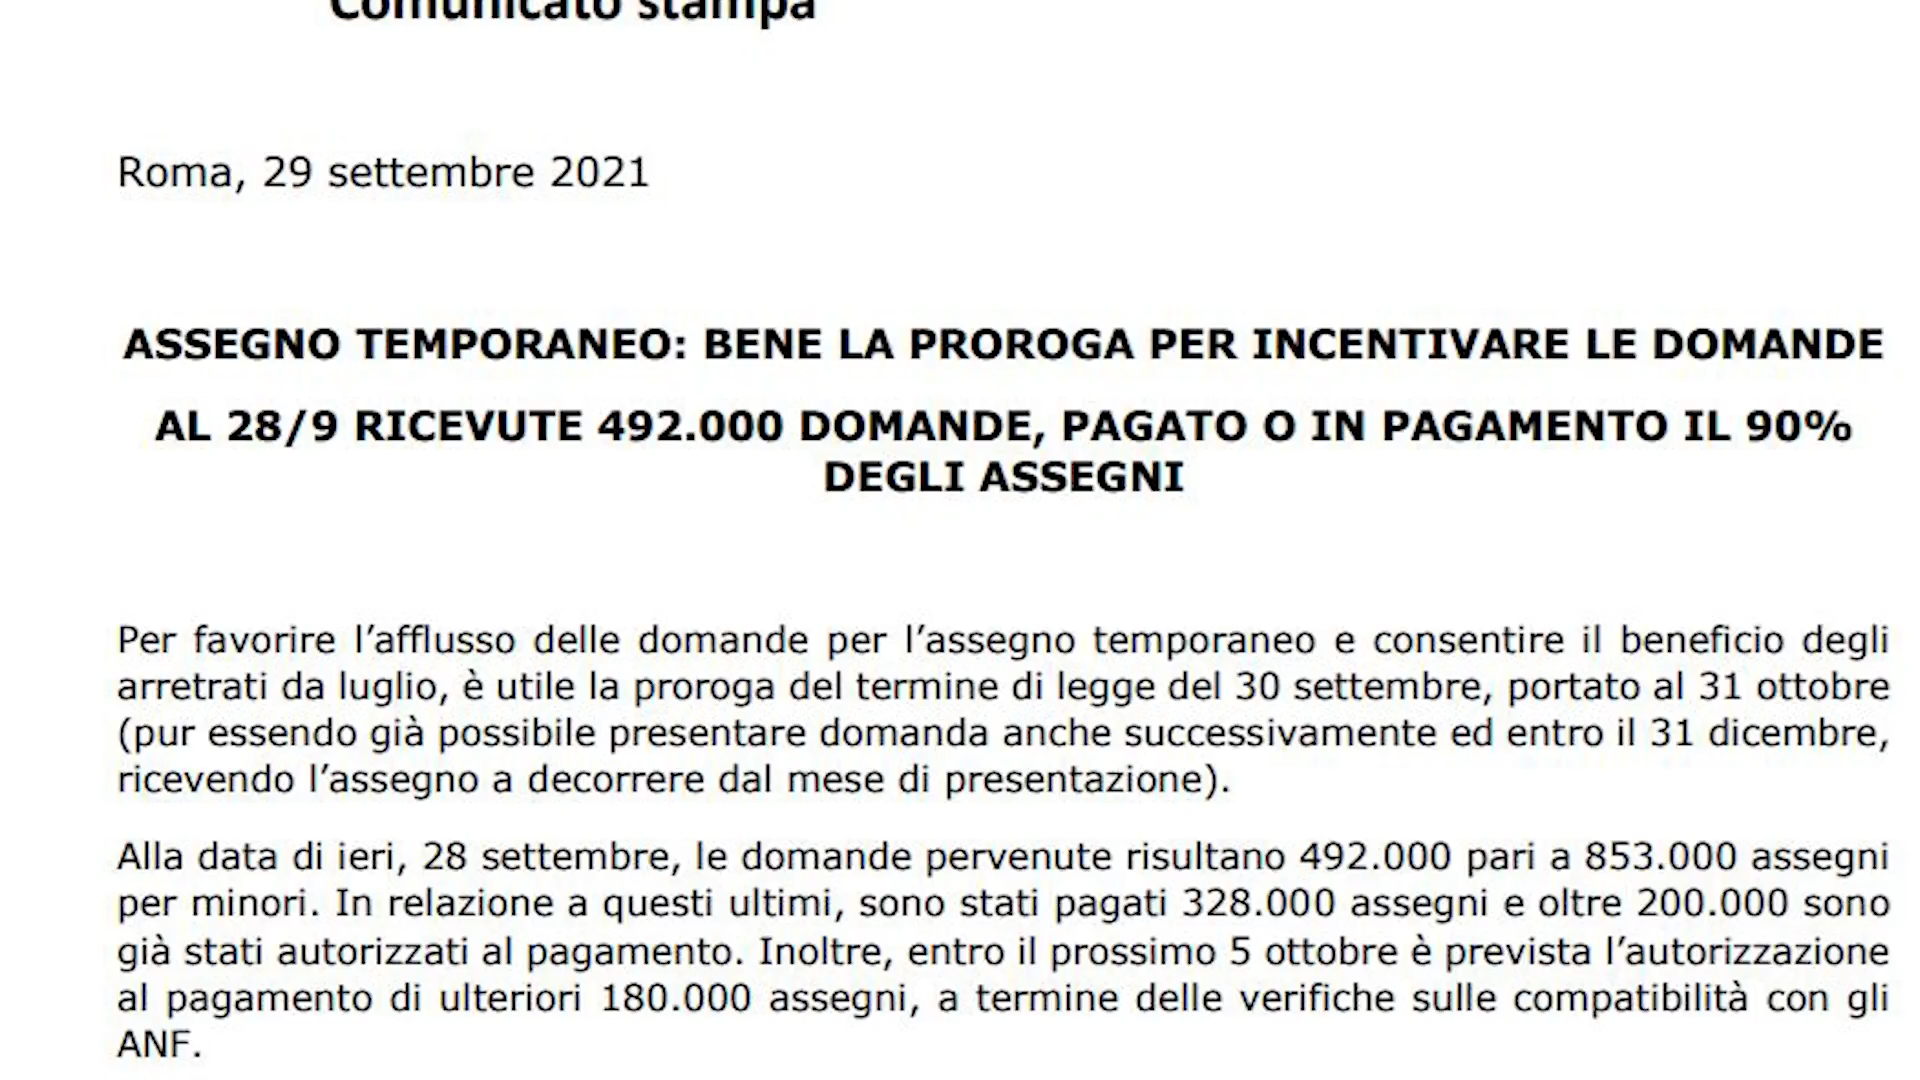 Comunicato stampa
Roma, 29 settembre 2021
ASSEGNO TEMPORANEO: BENE LA PROROGA PER INCENTIVARE LE DOMANDE
AL 28/9 RICEVUTE 492.000 DOMANDE, PAGATO O IN PAGAMENTO IL 90%
DEGLI ASSEGNI
Per favorire l’afflusso delle domande per l’assegno temporaneo e consentire il beneficio degli
arretrati da luglio, è utile la proroga del termine di legge del 30 settembre, portato al 31 ottobre
(pur essendo già possibile presentare domanda anche successivamente ed entro il 31 dicembre,
ricevendo l’assegno a decorrere dal mese di presentazione).
Alla data di ieri, 28 settembre, le domande pervenute risultano 492.000 pari a 853.000 assegni
per minori. In relazione a questi ultimi, sono stati pagati 328.000 assegni e oltre 200.000 sono
già stati autorizzati al pagamento. Inoltre, entro il prossimo 5 ottobre è prevista l’autorizzazione
al pagamento di ulteriori 180.000 assegni, a termine delle verifiche sulle compatibilità con gli
ANF.